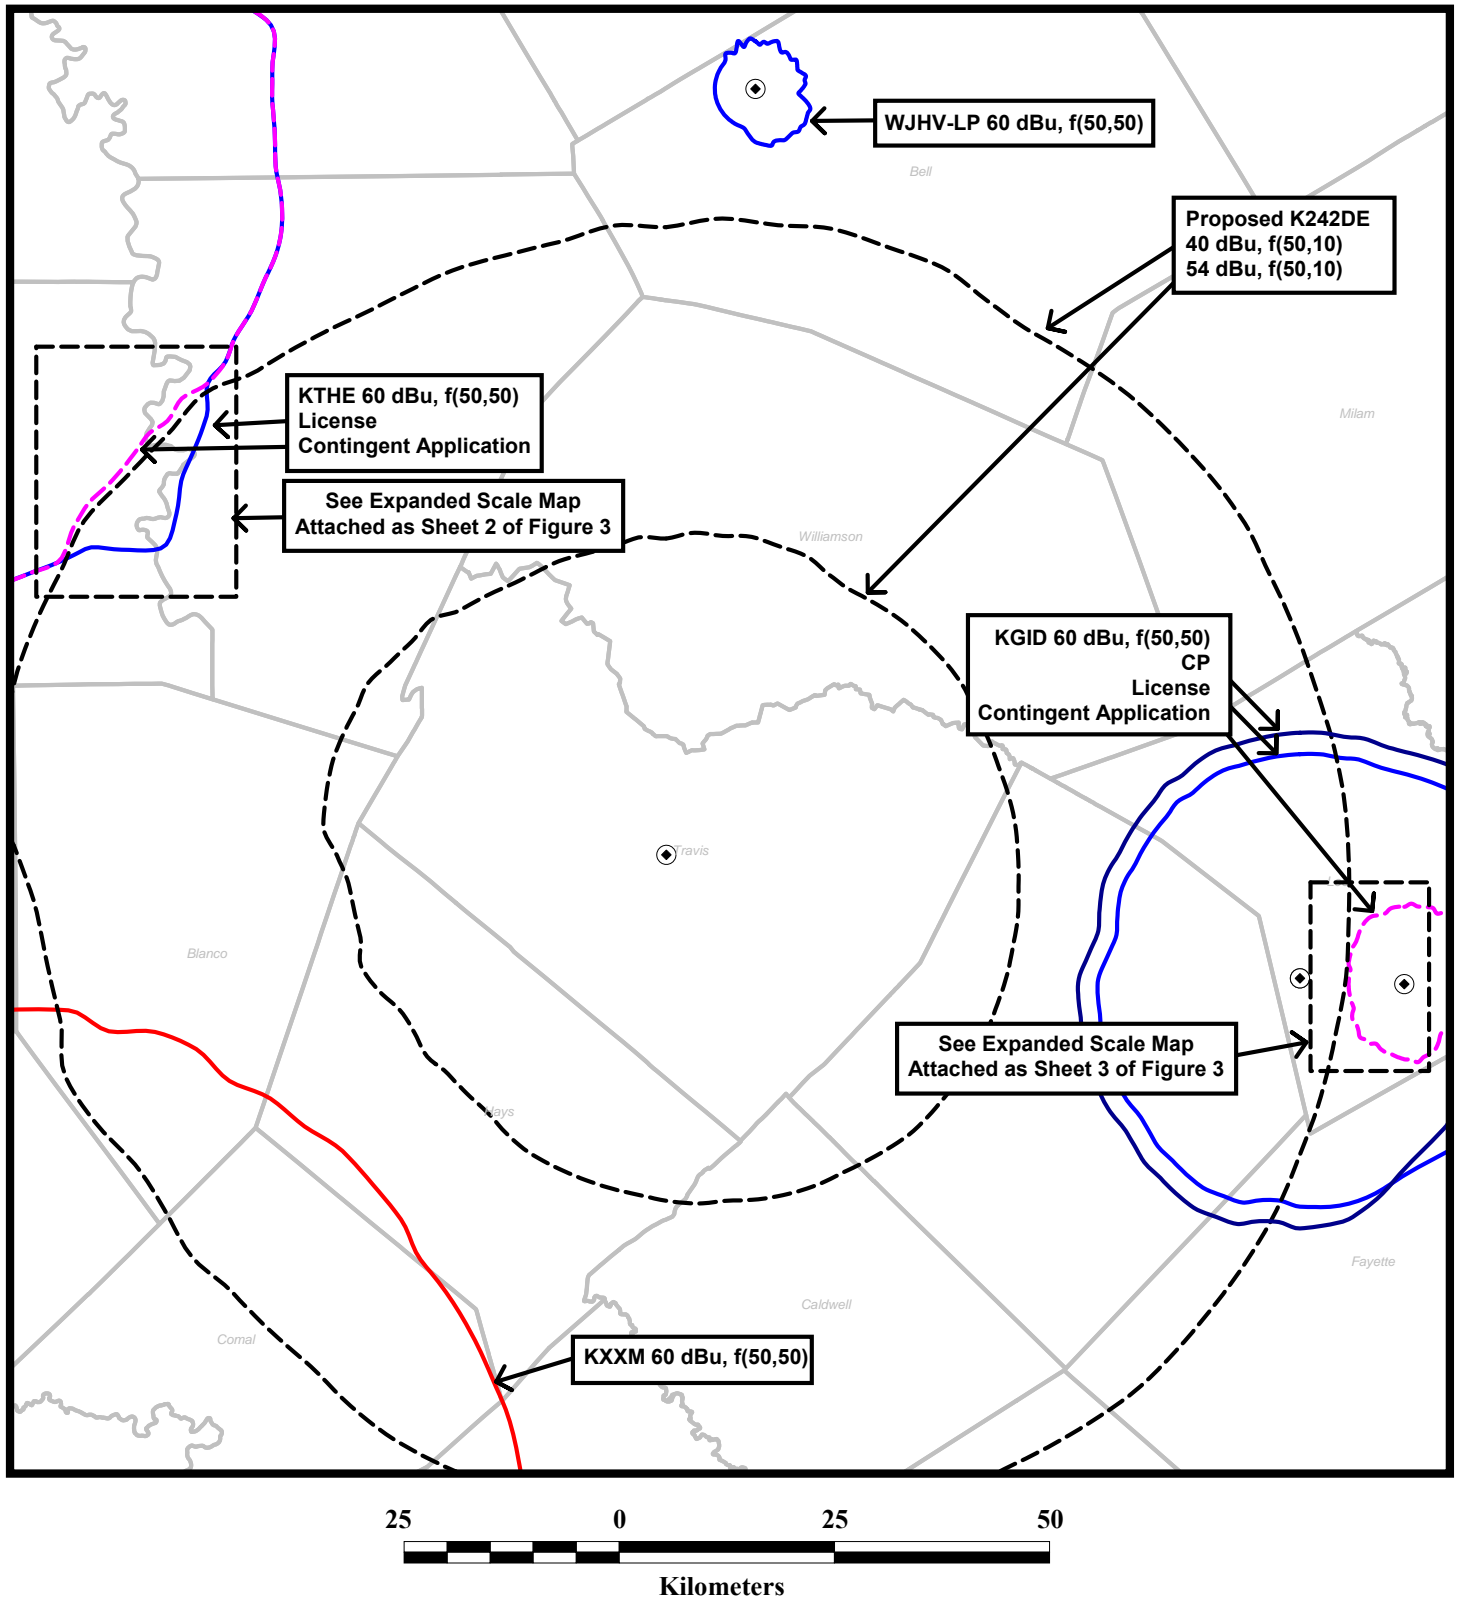 WJHV-LP 60 dBu, f(50,50)
Bell
Proposed K242DE
40 dBu, f(50,10)
54 dBu, f(50,10)
KTHE 60 dBu, f(50,50)
License
Contingent Application
Milam
See Expanded Scale Map
Attached as Sheet 2 of Figure 3
Williamson
KGID 60 dBu, f(50,50)
CP
License
Contingent Application
Travis
Blanco
See Expanded Scale Map
Attached as Sheet 3 of Figure 3
Hays
Fayette
Caldwell
Comal
KXXM 60 dBu, f(50,50)
25 0 25 50
Kilometers